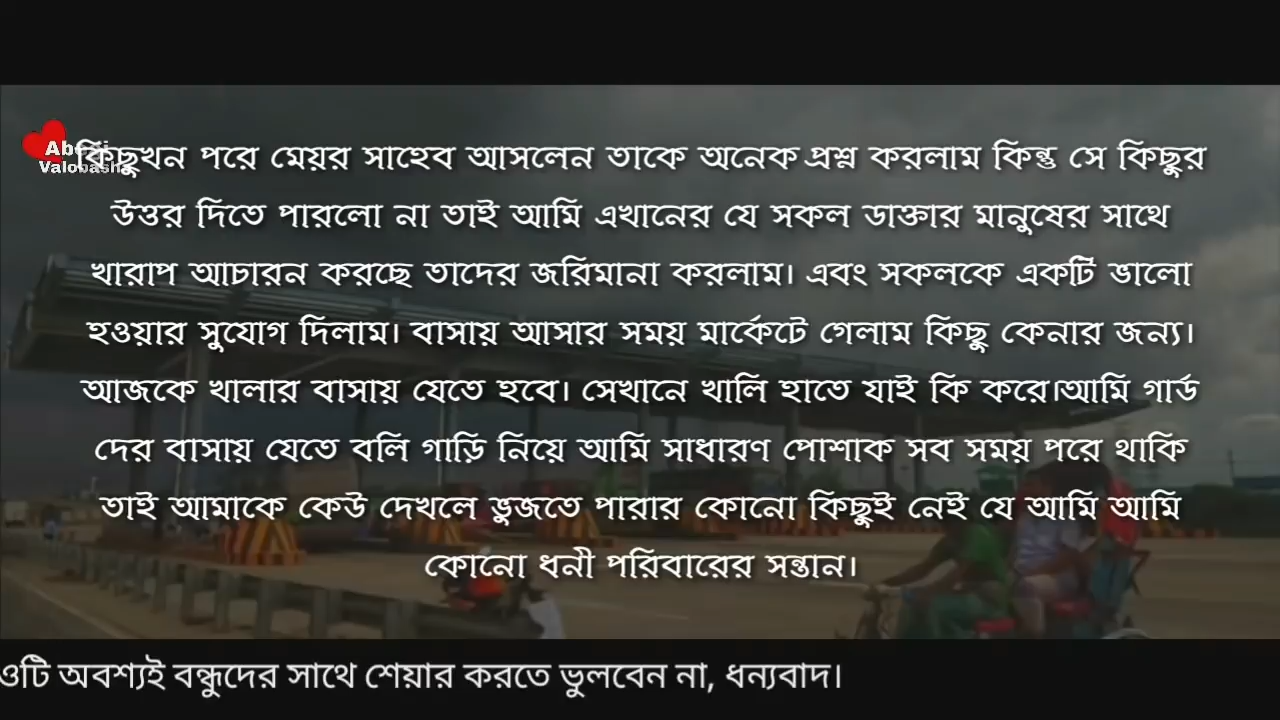 কিছুখন পরে মেয়র সাহেব আসলেন তাকে অনেক প্রশ্ন করলাম কিন্তু সে কিছুর
উত্তর দিতে পারলো না তাই আমি এখানের যে সকল ডাক্তার মানুষের সাথে
খারাপ আচারন করছে তাদের জরিমানা করলাম। এবং সকলকে একটি ভালো
হওয়ার সুযোগ দিলাম। বাসায় আসার সময় মার্কেটে গেলাম কিছু কেনার জন্য।
আজকে খালার বাসায় যেতে হবে। সেখানে খালি হাতে যাই কি করে।আমি গার্ড
দের বাসায় যেতে বলি গাড়ি নিয়ে আমি সাধারণ পোশাক সব সময় পরে থাকি
তাই আমাকে কেউ দেখলে ভুজতে পারার কোনো কিছুই নেই যে আমি আমি
কোনো ধনী পরিবারের সন্তান।
ওটি অবশ্যই বন্ধুদের সাথে শেয়ার করতে ভুলবেন না, ধন্যবাদ।